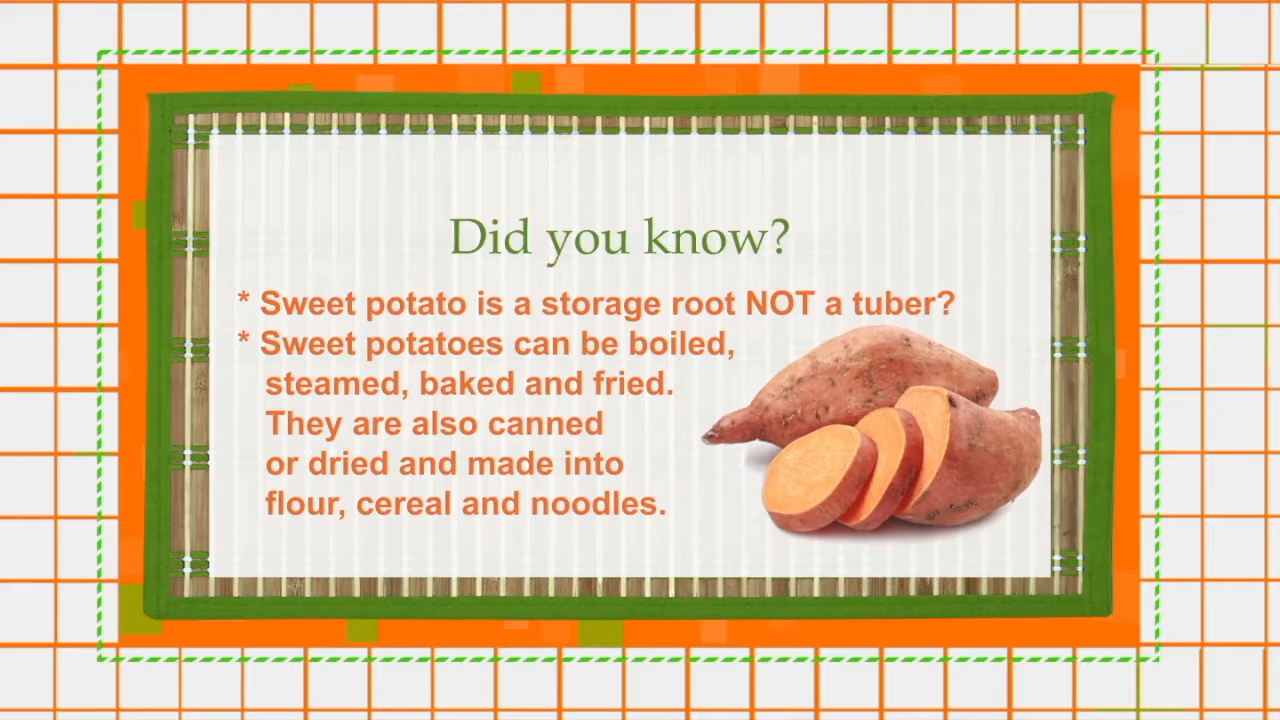 Did you know?
* Sweet potato is a storage root NOT a tuber?
* Sweet potatoes can be boiled,
steamed, baked and fried.
They are also canned
or dried and made into
flour, cereal and noodles.